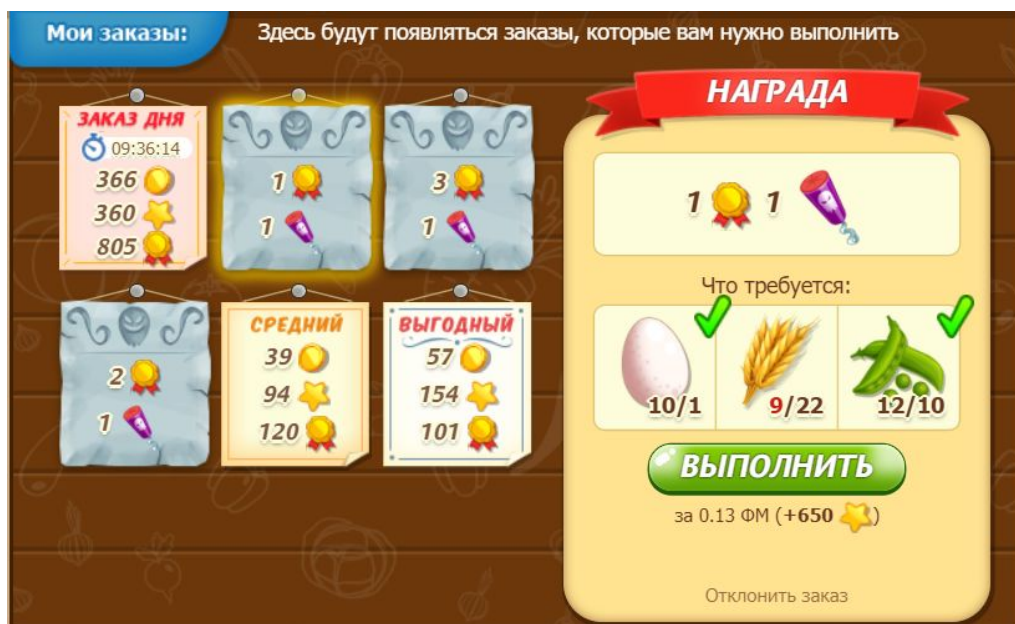 Мои заказы:
Здесь будут появляться заказы, которые вам нужно выполнить
ЗАКАЗ ДНЯ
09:36:14
366
360
805
1
1
3
1
2
1
СРЕДНИЙ
39
94
120
ВЫГОДНЫЙ
57
154
101
НАГРАДА
1 1
Что требуется:
10/1 9/22 12/10
ВЫПОЛНИТЬ
за 0.13 ФМ (+650 )
Отклонить заказ